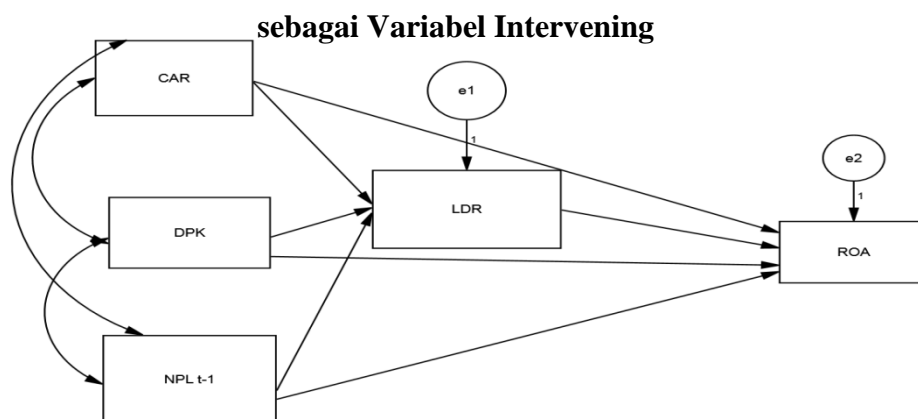 sebagai Variabel Intervening
CAR
e1
1
e2
1
LDR
DPK
ROA
NPL t-1